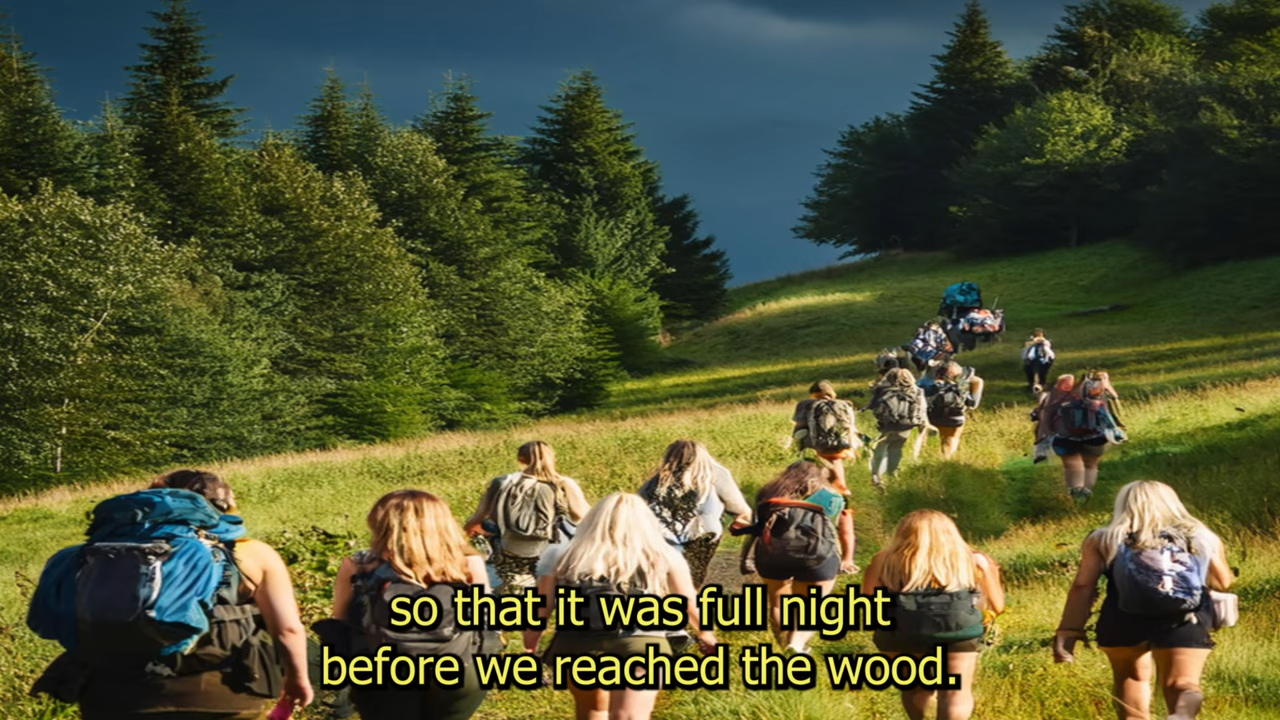 so that it was full night
before we reached the wood.